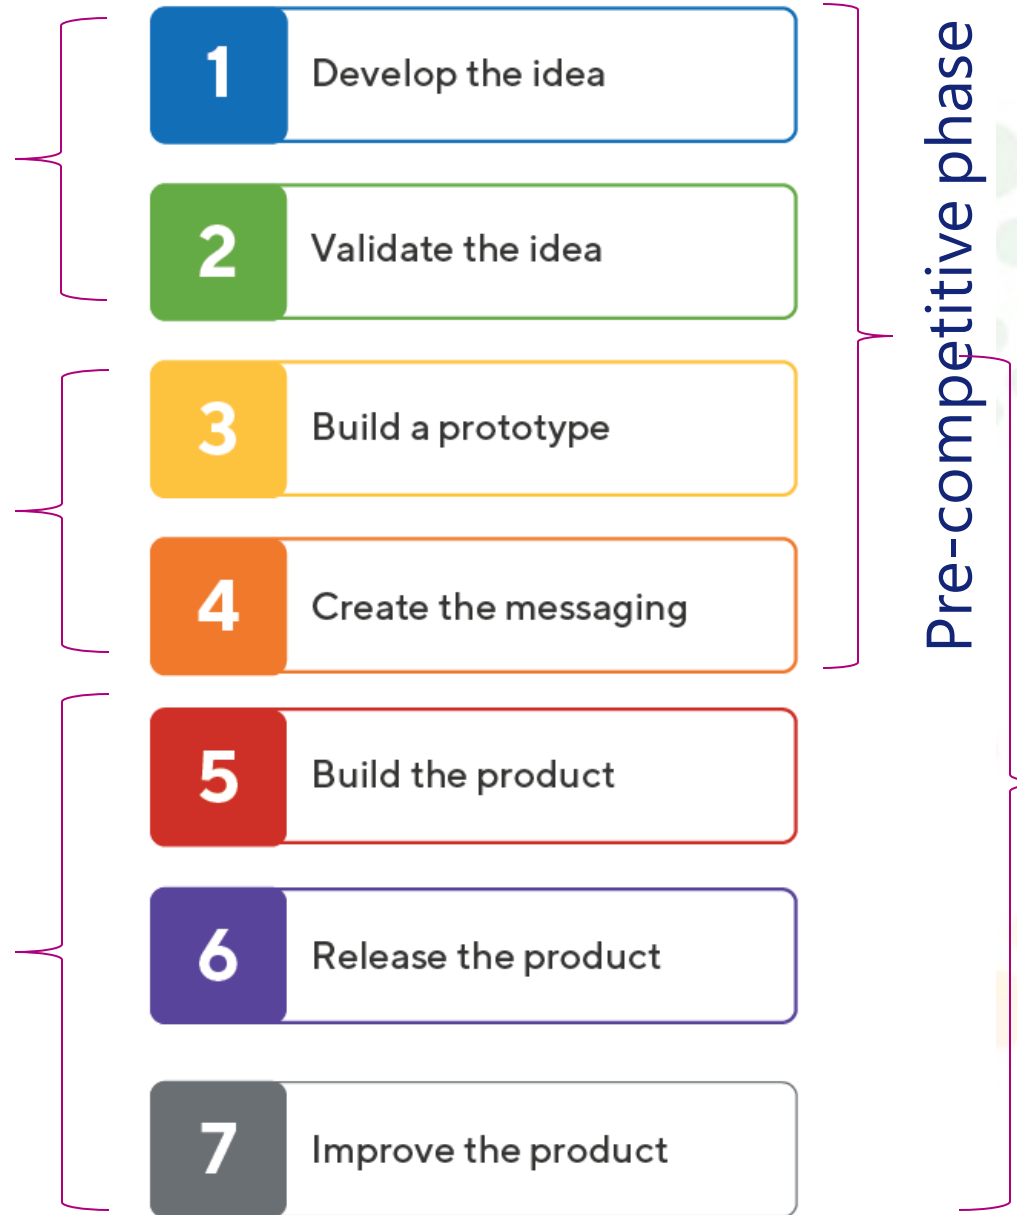 1 Develop the idea
2 Validate the idea
3 Build a prototype
4 Create the messaging
5 Build the product
6 Release the product
7 Improve the product
Pre-competitive phase